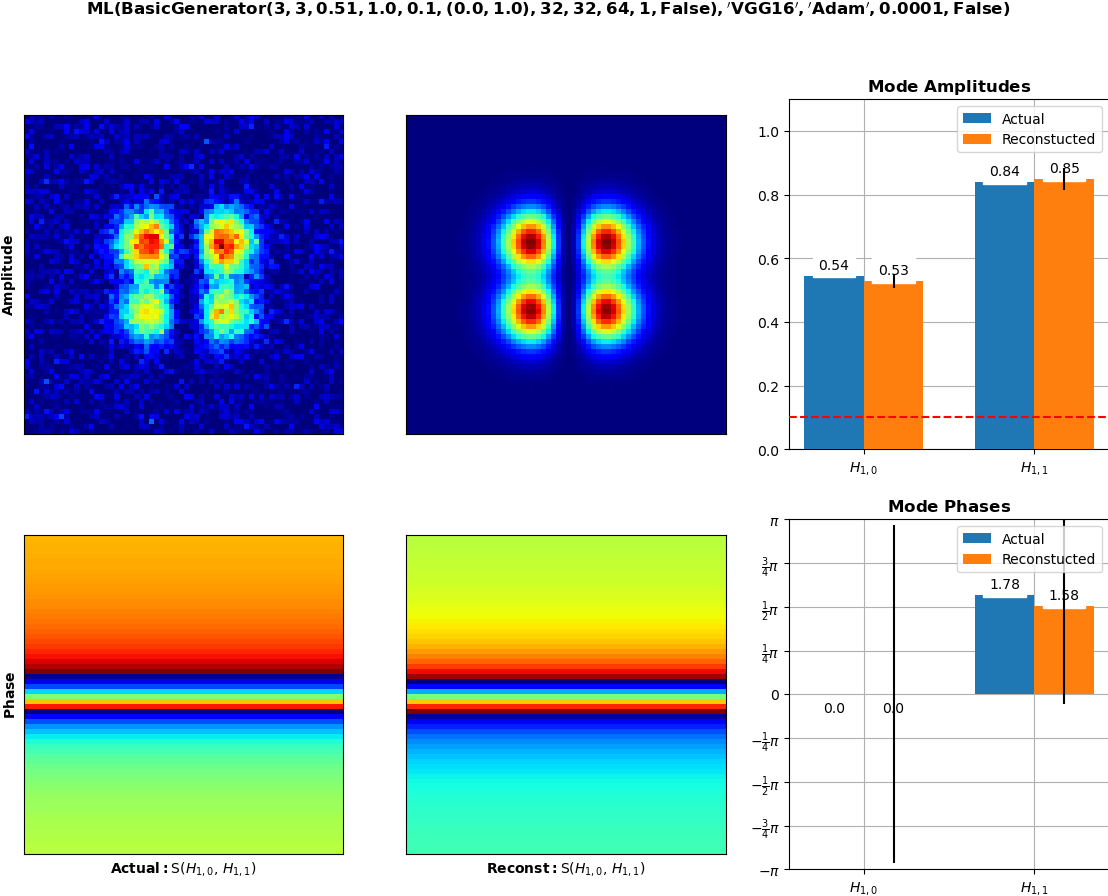 ML(BasicGenerator(3, 3, 0.51, 1.0, 0.1, (0.0, 1.0), 32, 32, 64, 1, False), ′VGG16′, ′Adam′, 0.0001, False)
Amplitude
Mode Amplitudes
Actual
Reconstucted
1.0
0.8
0.6
0.4
0.2
0.0
0.54
0.53
0.84
0.85
H1, 0
H1, 1
Phase
Actual: S(H1, 0, H1, 1)
Reconst: S(H1, 0, H1, 1)
Mode Phases
Actual
Reconstucted
π
3/4π
1/2π
1/4π
0
−1/4π
−1/2π
−3/4π
−π
0.0
0.0
1.78
1.58
H1, 0
H1, 1